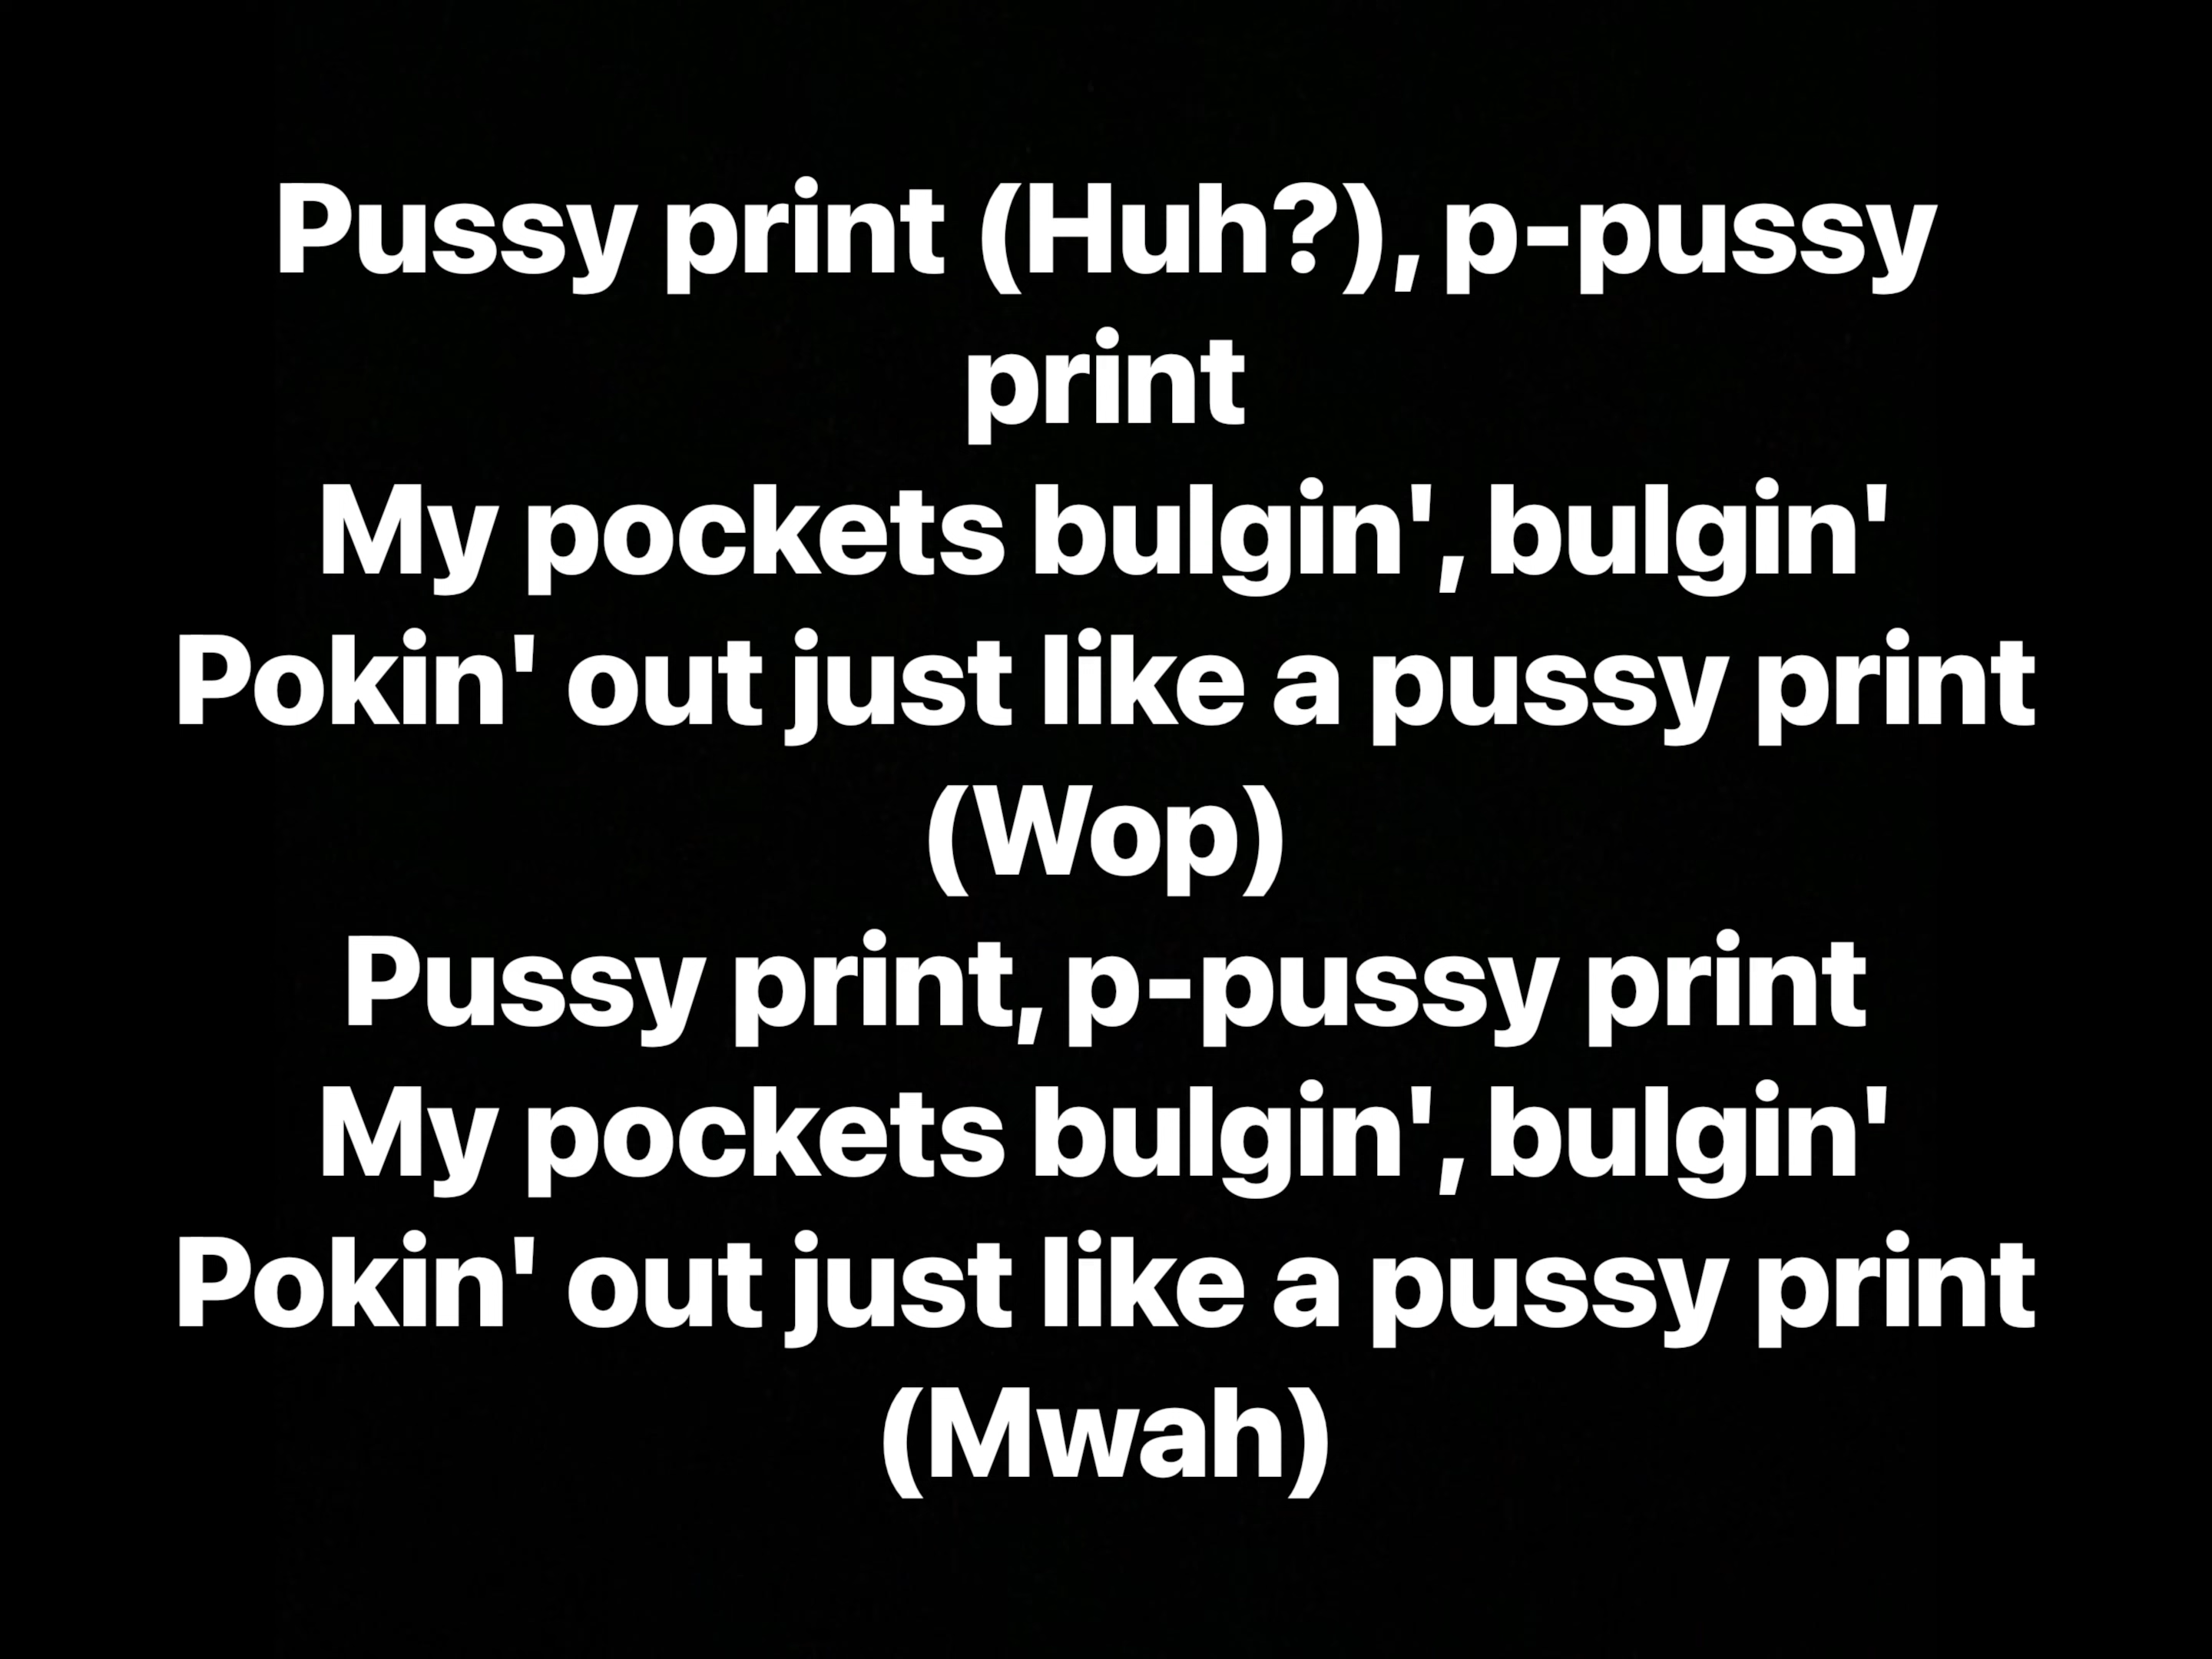 Pussy print (Huh?), p-pussy
print
My pockets bulgin', bulgin'
Pokin' out just like a pussy print
(Wop)
Pussy print, p-pussy print
My pockets bulgin', bulgin'
Pokin' out just like a pussy print
(Mwah)